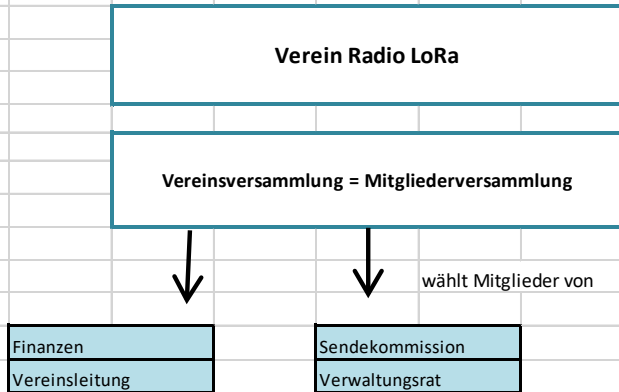 Verein Radio LoRa
Vereinsversammlung = Mitgliederversammlung
wählt Mitglieder von
Finanzen
Vereinsleitung
Sendekommission
Verwaltungsrat